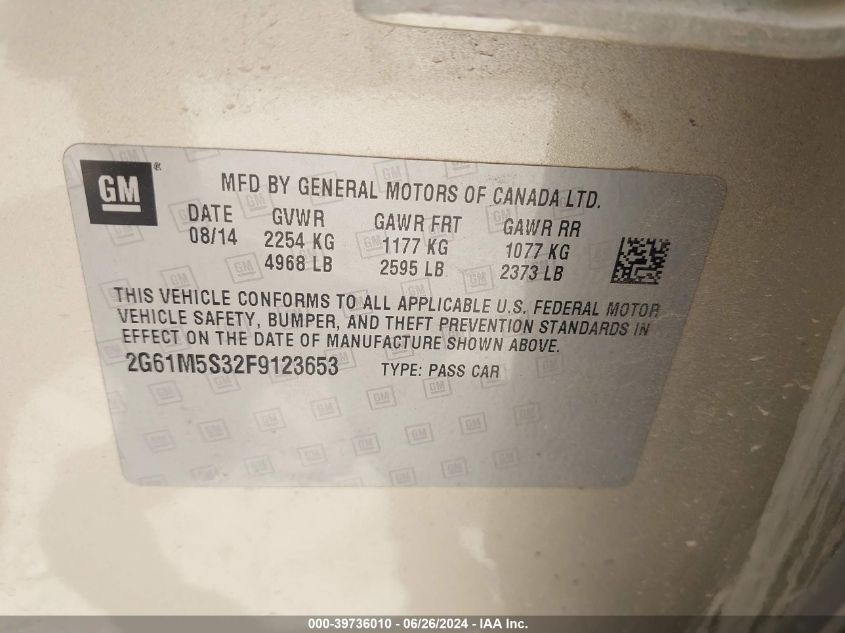 GM ®
MFD BY GENERAL MOTORS OF CANADA LTD.
DATE GVWR GAWR FRT GAWR RR
08/14 2254 KG 1177 KG 1077 KG
4968 LB 2595 LB 2373 LB
THIS VEHICLE CONFORMS TO ALL APPLICABLE U.S. FEDERAL MOTOR
VEHICLE SAFETY, BUMPER, AND THEFT PREVENTION STANDARDS IN
EFFECT ON THE DATE OF MANUFACTURE SHOWN ABOVE.
2G61M5S32F9123653 TYPE: PASS CAR
000-39736010 / 06/26/2024 - IAA Inc.